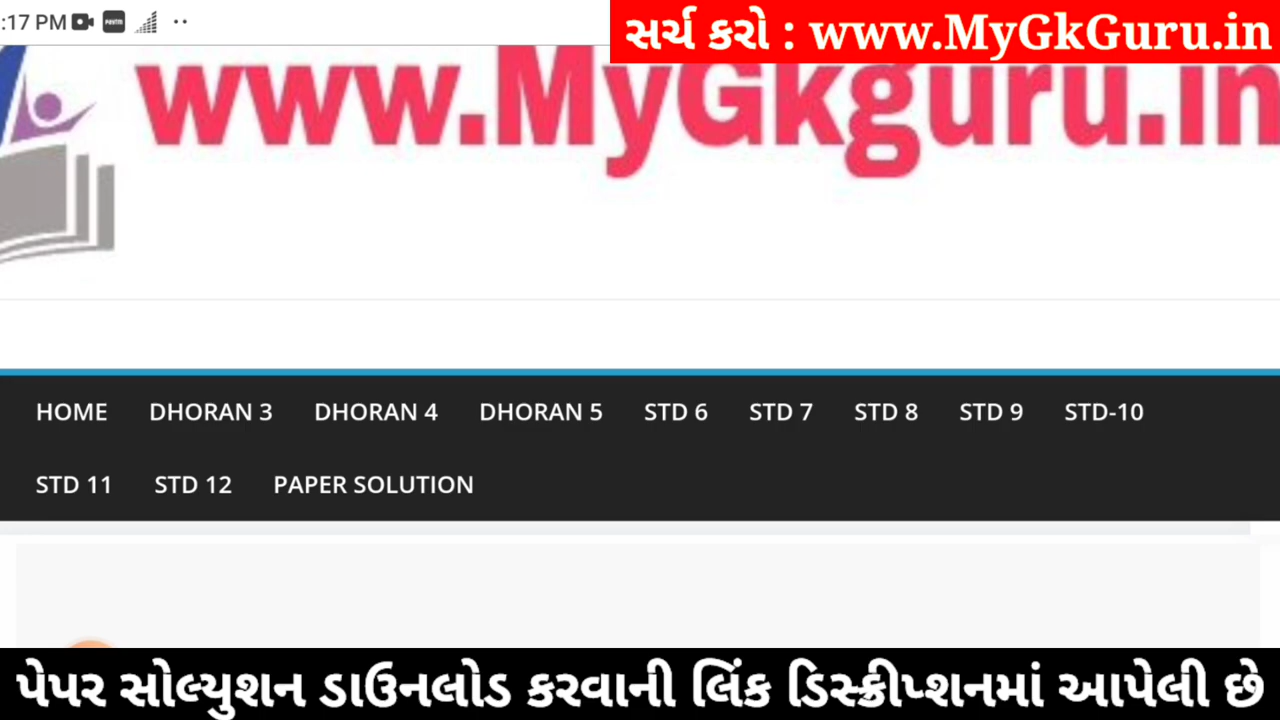 :17 PM
સર્ચ કરો : www.MyGkGuru.in
www.MyGkguru.in
HOME DHORAN 3 DHORAN 4 DHORAN 5 STD 6 STD 7 STD 8 STD 9 STD-10
STD 11 STD 12 PAPER SOLUTION
પેપર સોલ્યુશન ડાઉનલોડ કરવાની લિંક ડિસ્ક્રીપ્શનમાં આપેલી છે